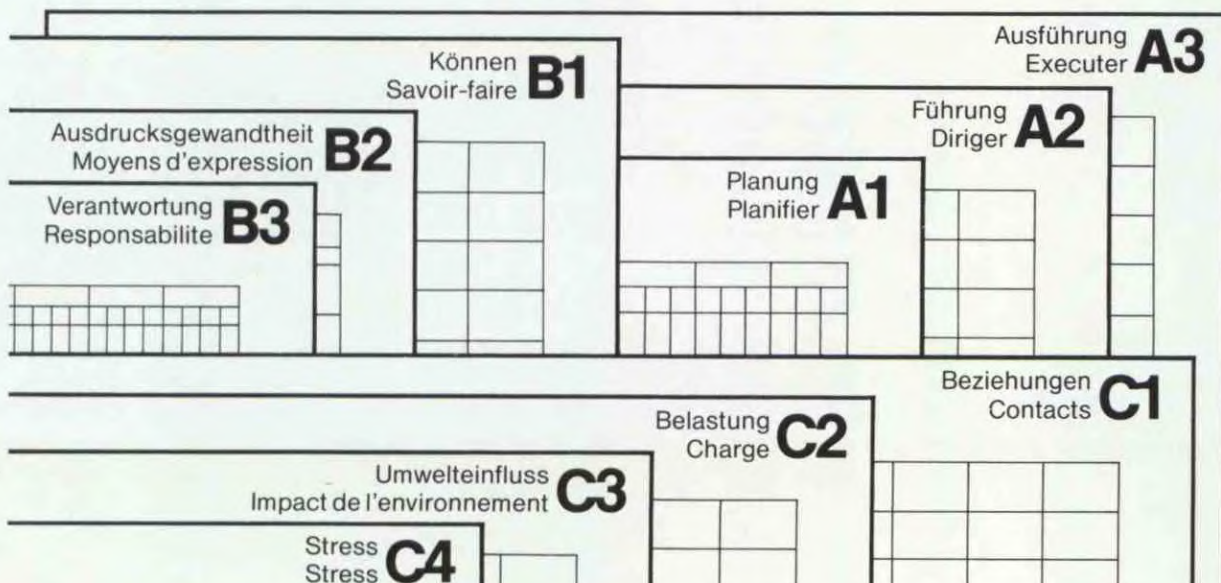 Ausführung
Executer A3
Können
Savoir-faire B1
Führung
Diriger A2
Ausdrucksgewandtheit
Moyens d'expression B2
Planung
Planifier A1
Verantwortung
Responsabilite B3
Beziehungen
Contacts C1
Belastung
Charge C2
Umwelteinfluss
Impact de l'environnement C3
Stress
Stress C4